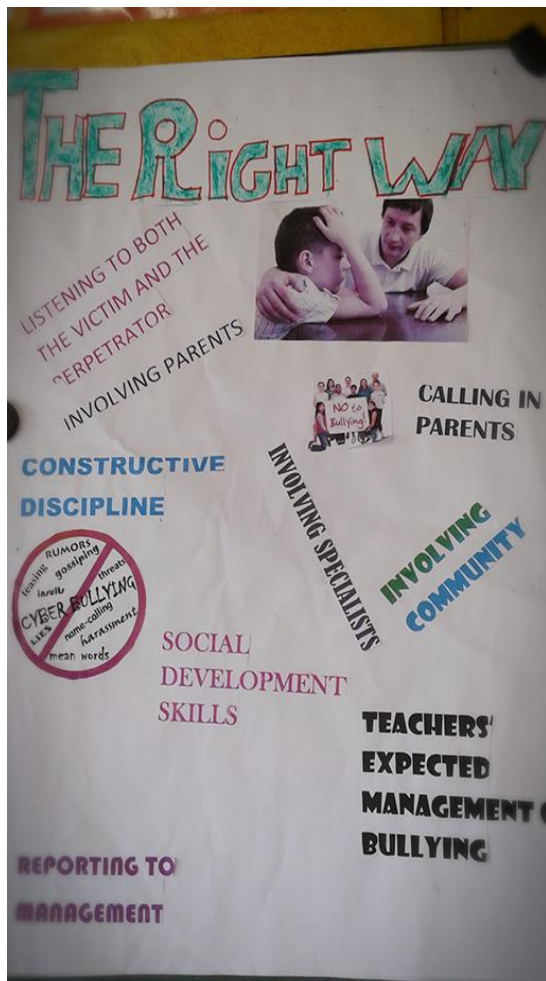 THE RiGHT WAY
LISTENING TO BOTH
THE VICTIM AND THE
PERPETRATOR
INVOLVING PARENTS
NO to
Bullying!
CALLING IN
PARENTS
CONSTRUCTIVE
DISCIPLINE
INVOLVING SPECIALISTS
INVOLVING
COMMUNITY
RUMORS
gossiping
teasing
threats
insult
CYBER BULLYING
LIES
name-calling
harassment
mean words
SOCIAL
DEVELOPMENT
SKILLS
TEACHERS'
EXPECTED
MANAGEMENT
BULLYING
REPORTING TO
MANAGEMENT